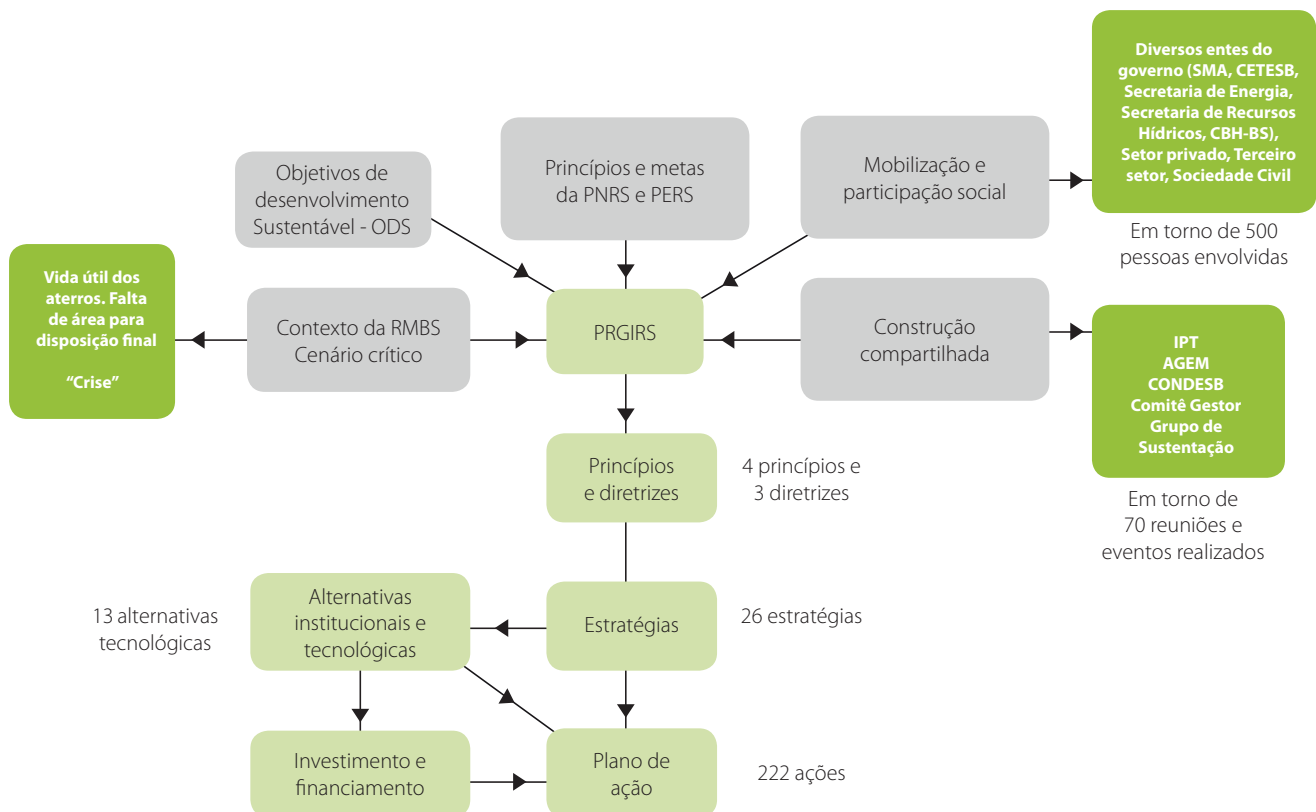 Diversos entes do
governo (SMA, CETESB,
Secretaria de Energia,
Secretaria de Recursos
Hídricos, CBH-BS),
Setor privado, Terceiro
setor, Sociedade Civil
Em torno de 500
pessoas envolvidas
Objetivos de
desenvolvimento
Sustentável - ODS
Princípios e metas
da PNRS e PERS
Mobilização e
participação social
Vida útil dos
aterros. Falta
de área para
disposição final
“Crise”
Contexto da RMBS
Cenário crítico
PRGIRS
Construção
compartilhada
IPT
AGEM
CONDESB
Comitê Gestor
Grupo de
Sustentação
Em torno de
70 reuniões e
eventos realizados
Princípios
e diretrizes
4 princípios e
3 diretrizes
13 alternativas
tecnológicas
Alternativas
institucionais e
tecnológicas
Estratégias
26 estratégias
Investimento e
financiamento
Plano de
ação
222 ações